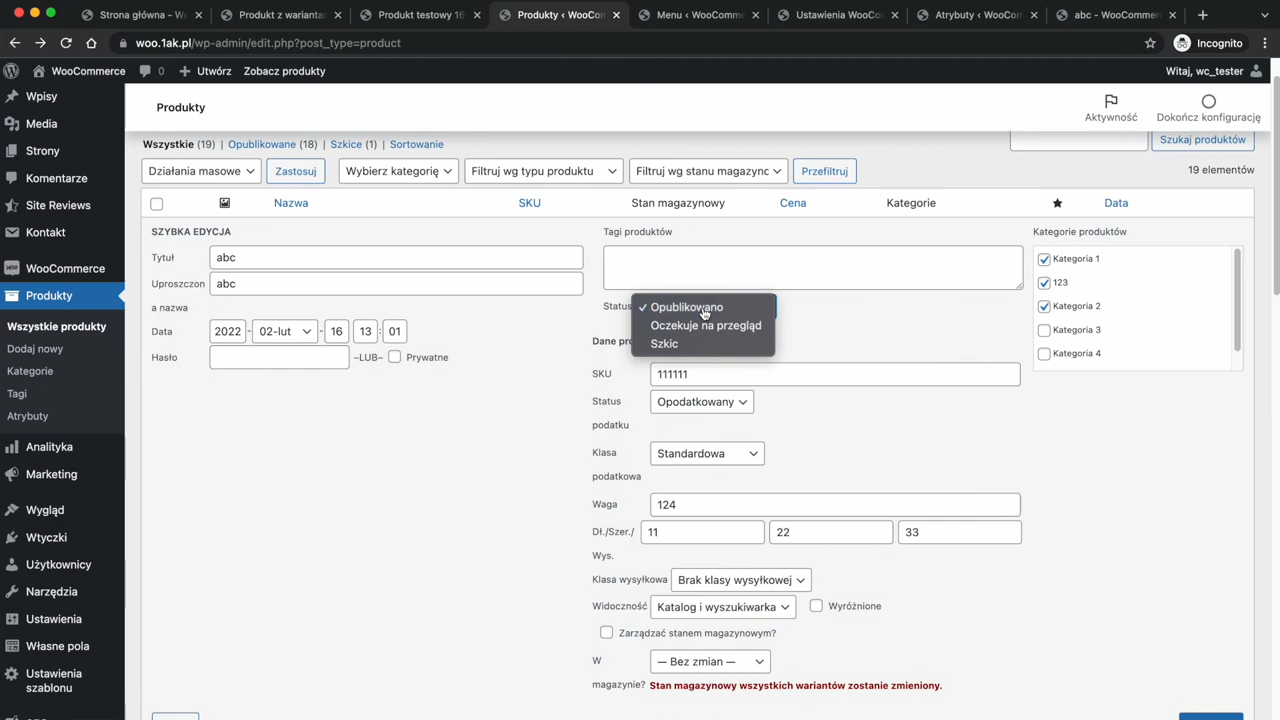 Strona główna - Wo
Produkt z warianta
Produkt testowy 16
Produkty ‹ WooCon
Menu ‹ WooComme
Ustawienia WooCon
Atrybuty ‹ WooCom
abc - WooCommerc
woo.1ak.pl/wp-admin/edit.php?post_type=product
Incognito
WooCommerce
0
Utwórz
Zobacz produkty
Witaj, wc_tester
Wpisy
Media
Strony
Komentarze
Site Reviews
Kontakt
WooCommerce
Produkty
Wszystkie produkty
Dodaj nowy
Kategorie
Tagi
Atrybuty
Analityka
Marketing
Wygląd
Wtyczki
Użytkownicy
Narzędzia
Ustawienia
Własne pola
Ustawienia
szablonu
Produkty
Aktywność
Dokończ konfigurację
Wszystkie (19) | Opublikowane (18) | Szkice (1) | Sortowanie
Szukaj produktów
Działania masowe
Zastosuj
Wybierz kategorię
Filtruj wg typu produktu
Filtruj wg stanu magazync
Przefiltruj
19 elementów
Nazwa
SKU
Stan magazynowy
Cena
Kategorie
Data
SZYBKA EDYCJA
Tytuł
abc
Uproszczon
a nazwa
abc
Data
2022 - 02-lut - 16 13 : 01
Hasło
–LUB–
Prywatne
Tagi produktów
Status
Opublikowano
Oczekuje na przegląd
Szkic
Dane pro
SKU
111111
Status
podatku
Opodatkowany
Klasa
podatkowa
Standardowa
Waga
124
Dł./Szer./
Wys.
11
22
33
Klasa wysyłkowa
Brak klasy wysyłkowej
Widoczność
Katalog i wyszukiwarka
Wyróżnione
Zarządzać stanem magazynowym?
W
magazynie?
— Bez zmian —
Stan magazynowy wszystkich wariantów zostanie zmieniony.
Kategorie produktów
Kategoria 1
123
Kategoria 2
Kategoria 3
Kategoria 4